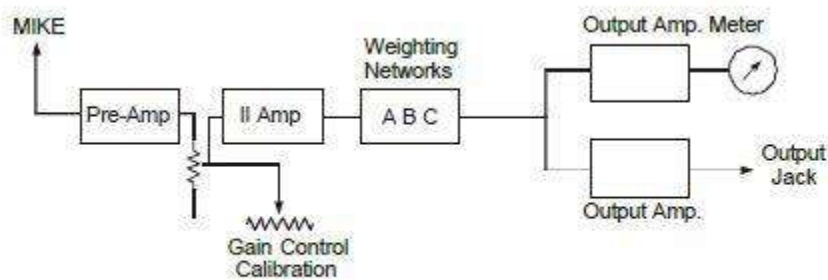 MIKE
Output Amp. Meter
Weighting
Networks
Pre-Amp
II Amp
A B C
Output
Jack
Output Amp.
Gain Control
Calibration